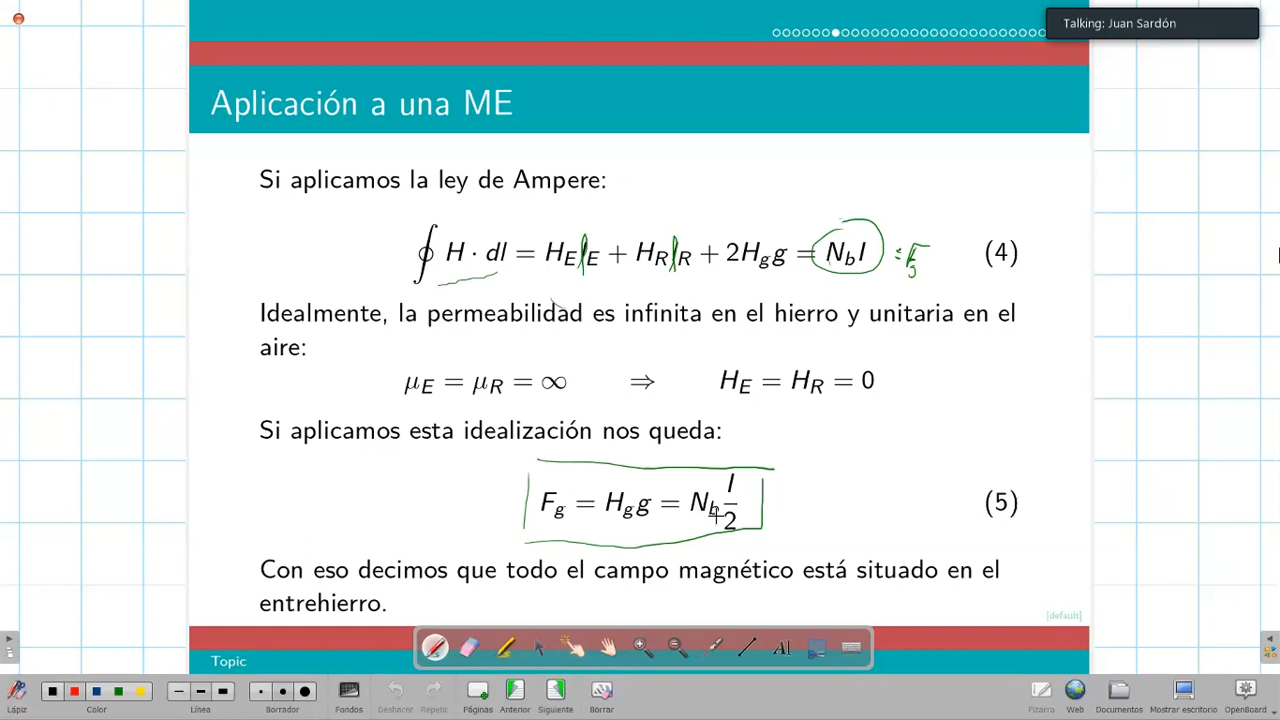 Talking: Juan Sardón
Aplicación a una ME
Si aplicamos la ley de Ampere:
∮ H · dl = H_E l_E + H_R l_R + 2H_g g = N_b I (4)
Idealmente, la permeabilidad es infinita en el hierro y unitaria en el
aire:
μ_E = μ_R = ∞ ⇒ H_E = H_R = 0
Si aplicamos esta idealización nos queda:
F_g = H_g g = N_b I/2 (5)
Con eso decimos que todo el campo magnético está situado en el
entrehierro.
[default]
Topic
Lápiz
Color
Línea
Borrador
Fondos
Deshacer
Repetir
Páginas
Anterior
Siguiente
Borrar
Pizarra
Web
Documentos
Mostrar escritorio
OpenBoard